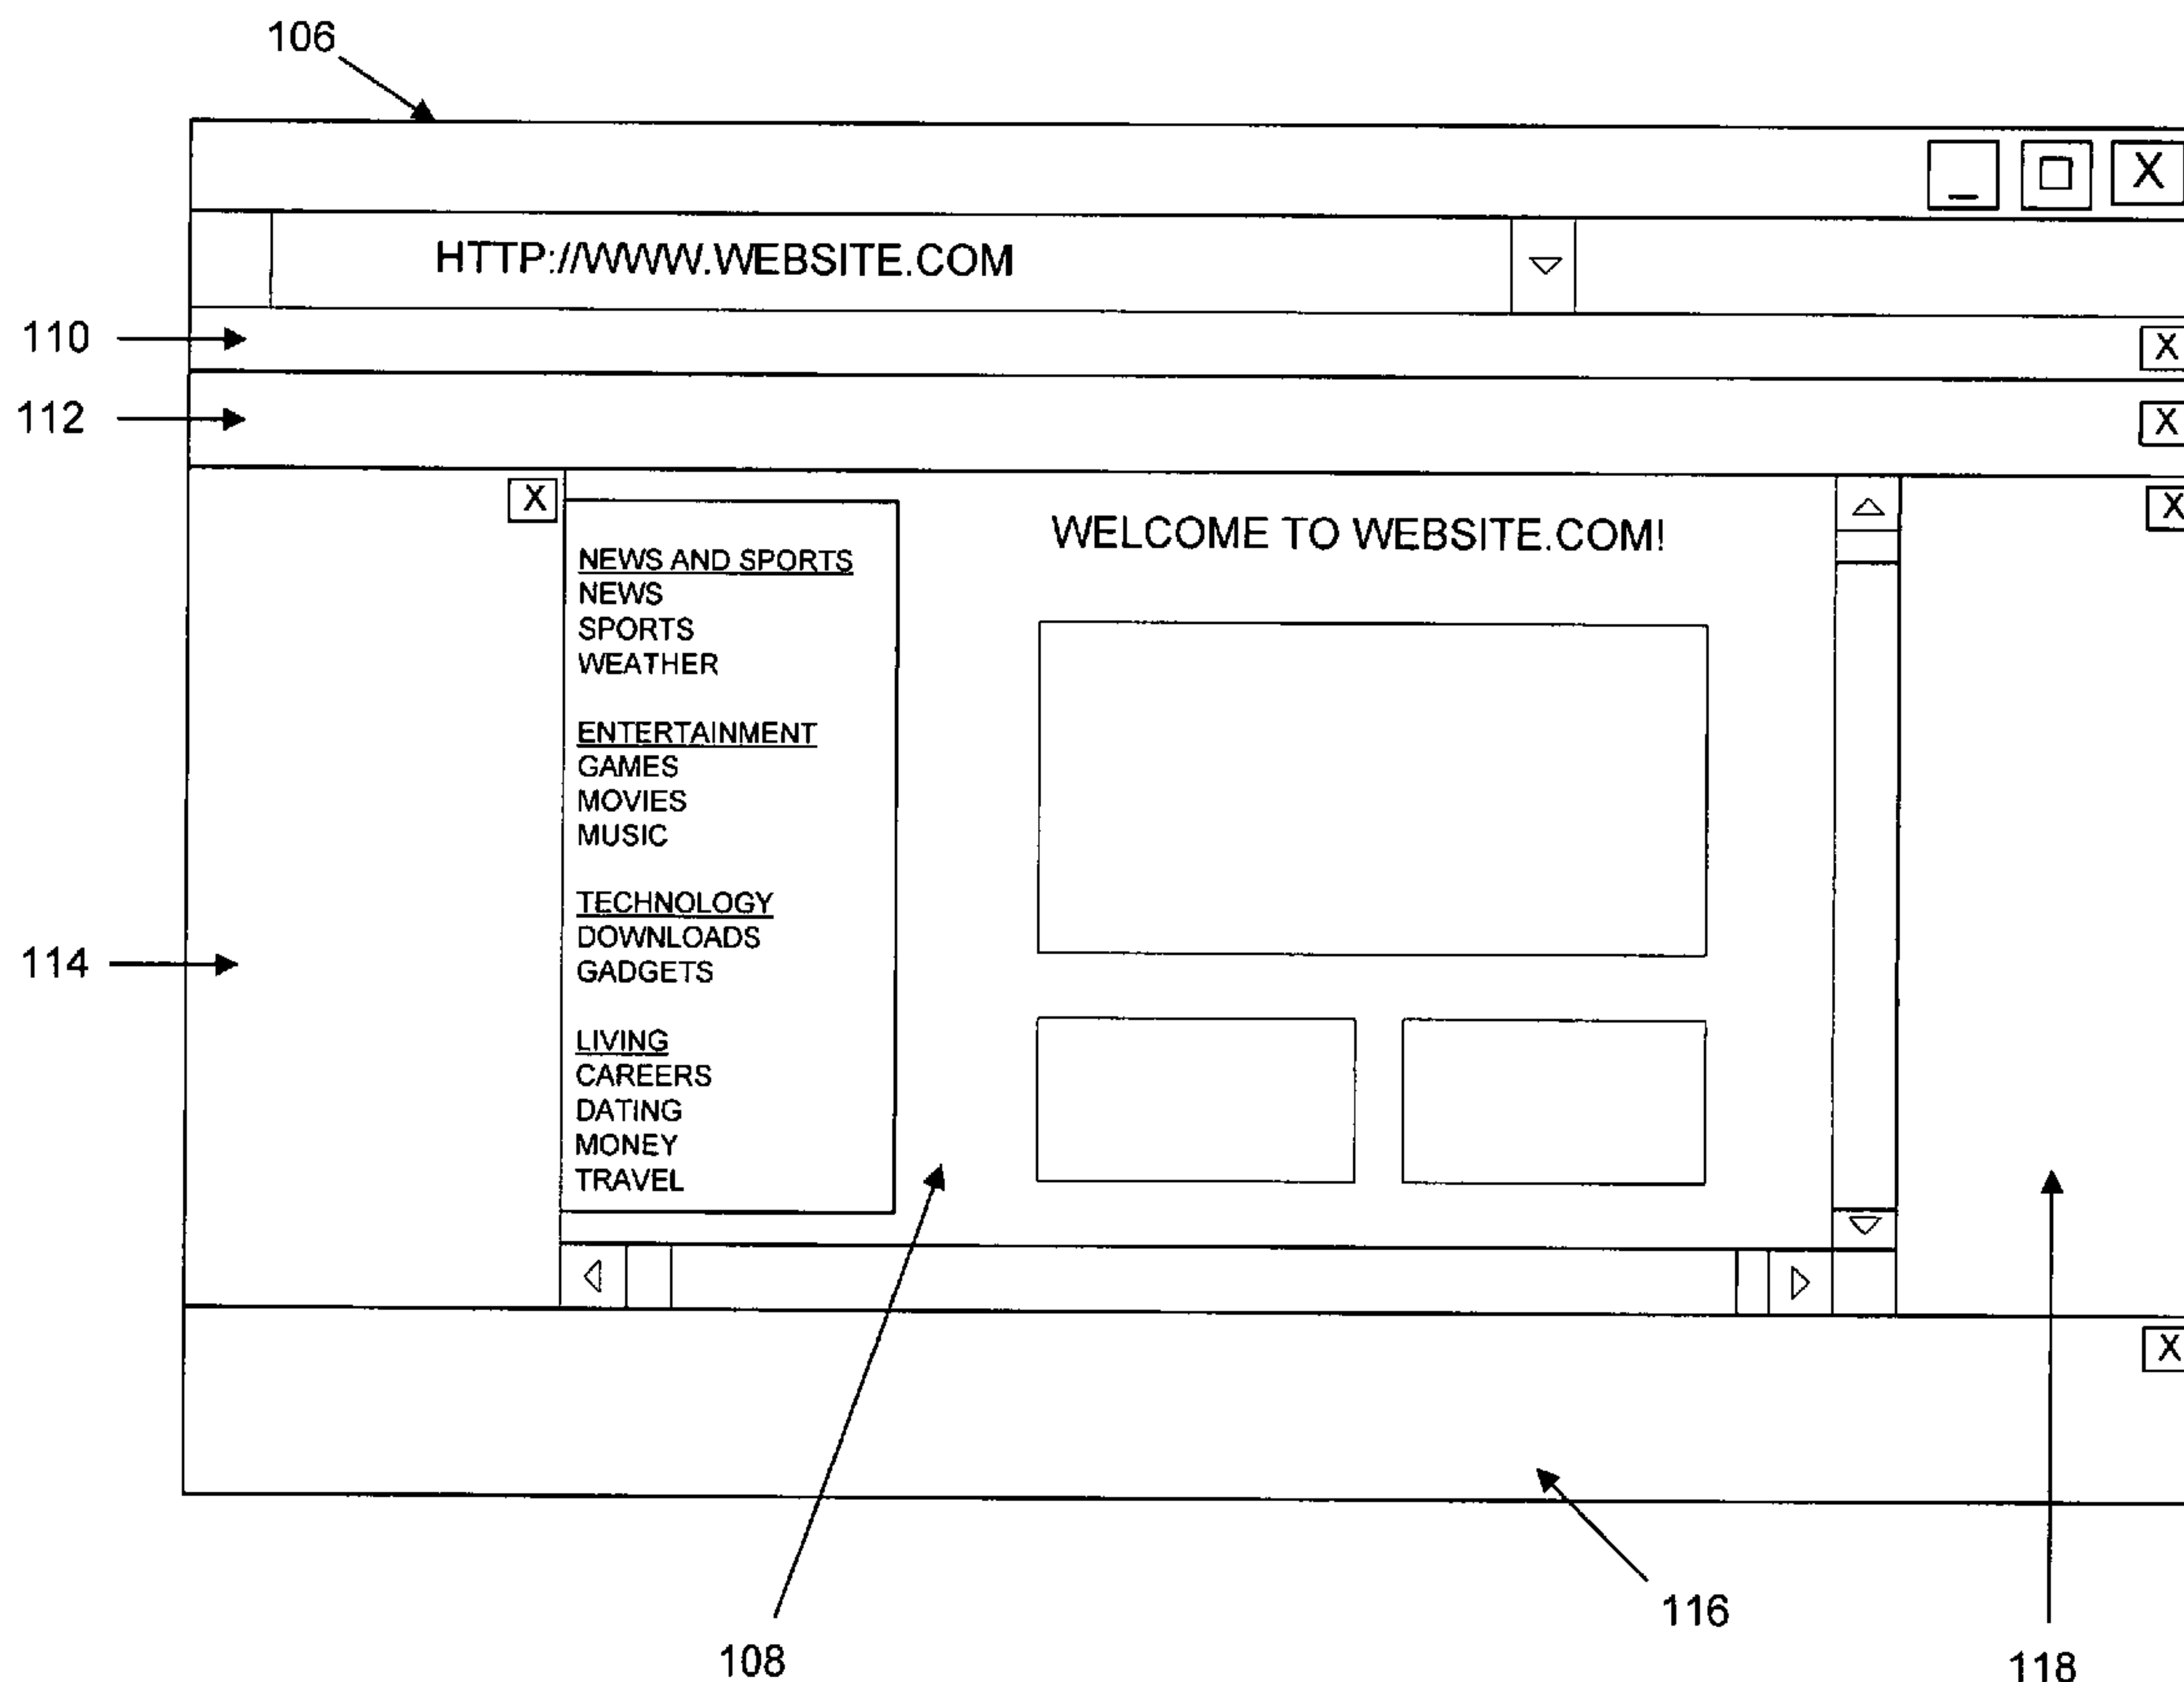 106
X
HTTP://WWW.WEBSITE.COM
110
X
112
X
X
X
WELCOME TO WEBSITE.COM!
NEWS AND SPORTS
NEWS
SPORTS
WEATHER
ENTERTAINMENT
GAMES
MOVIES
MUSIC
TECHNOLOGY
DOWNLOADS
GADGETS
114
LIVING
CAREERS
DATING
MONEY
TRAVEL
X
116
108
118